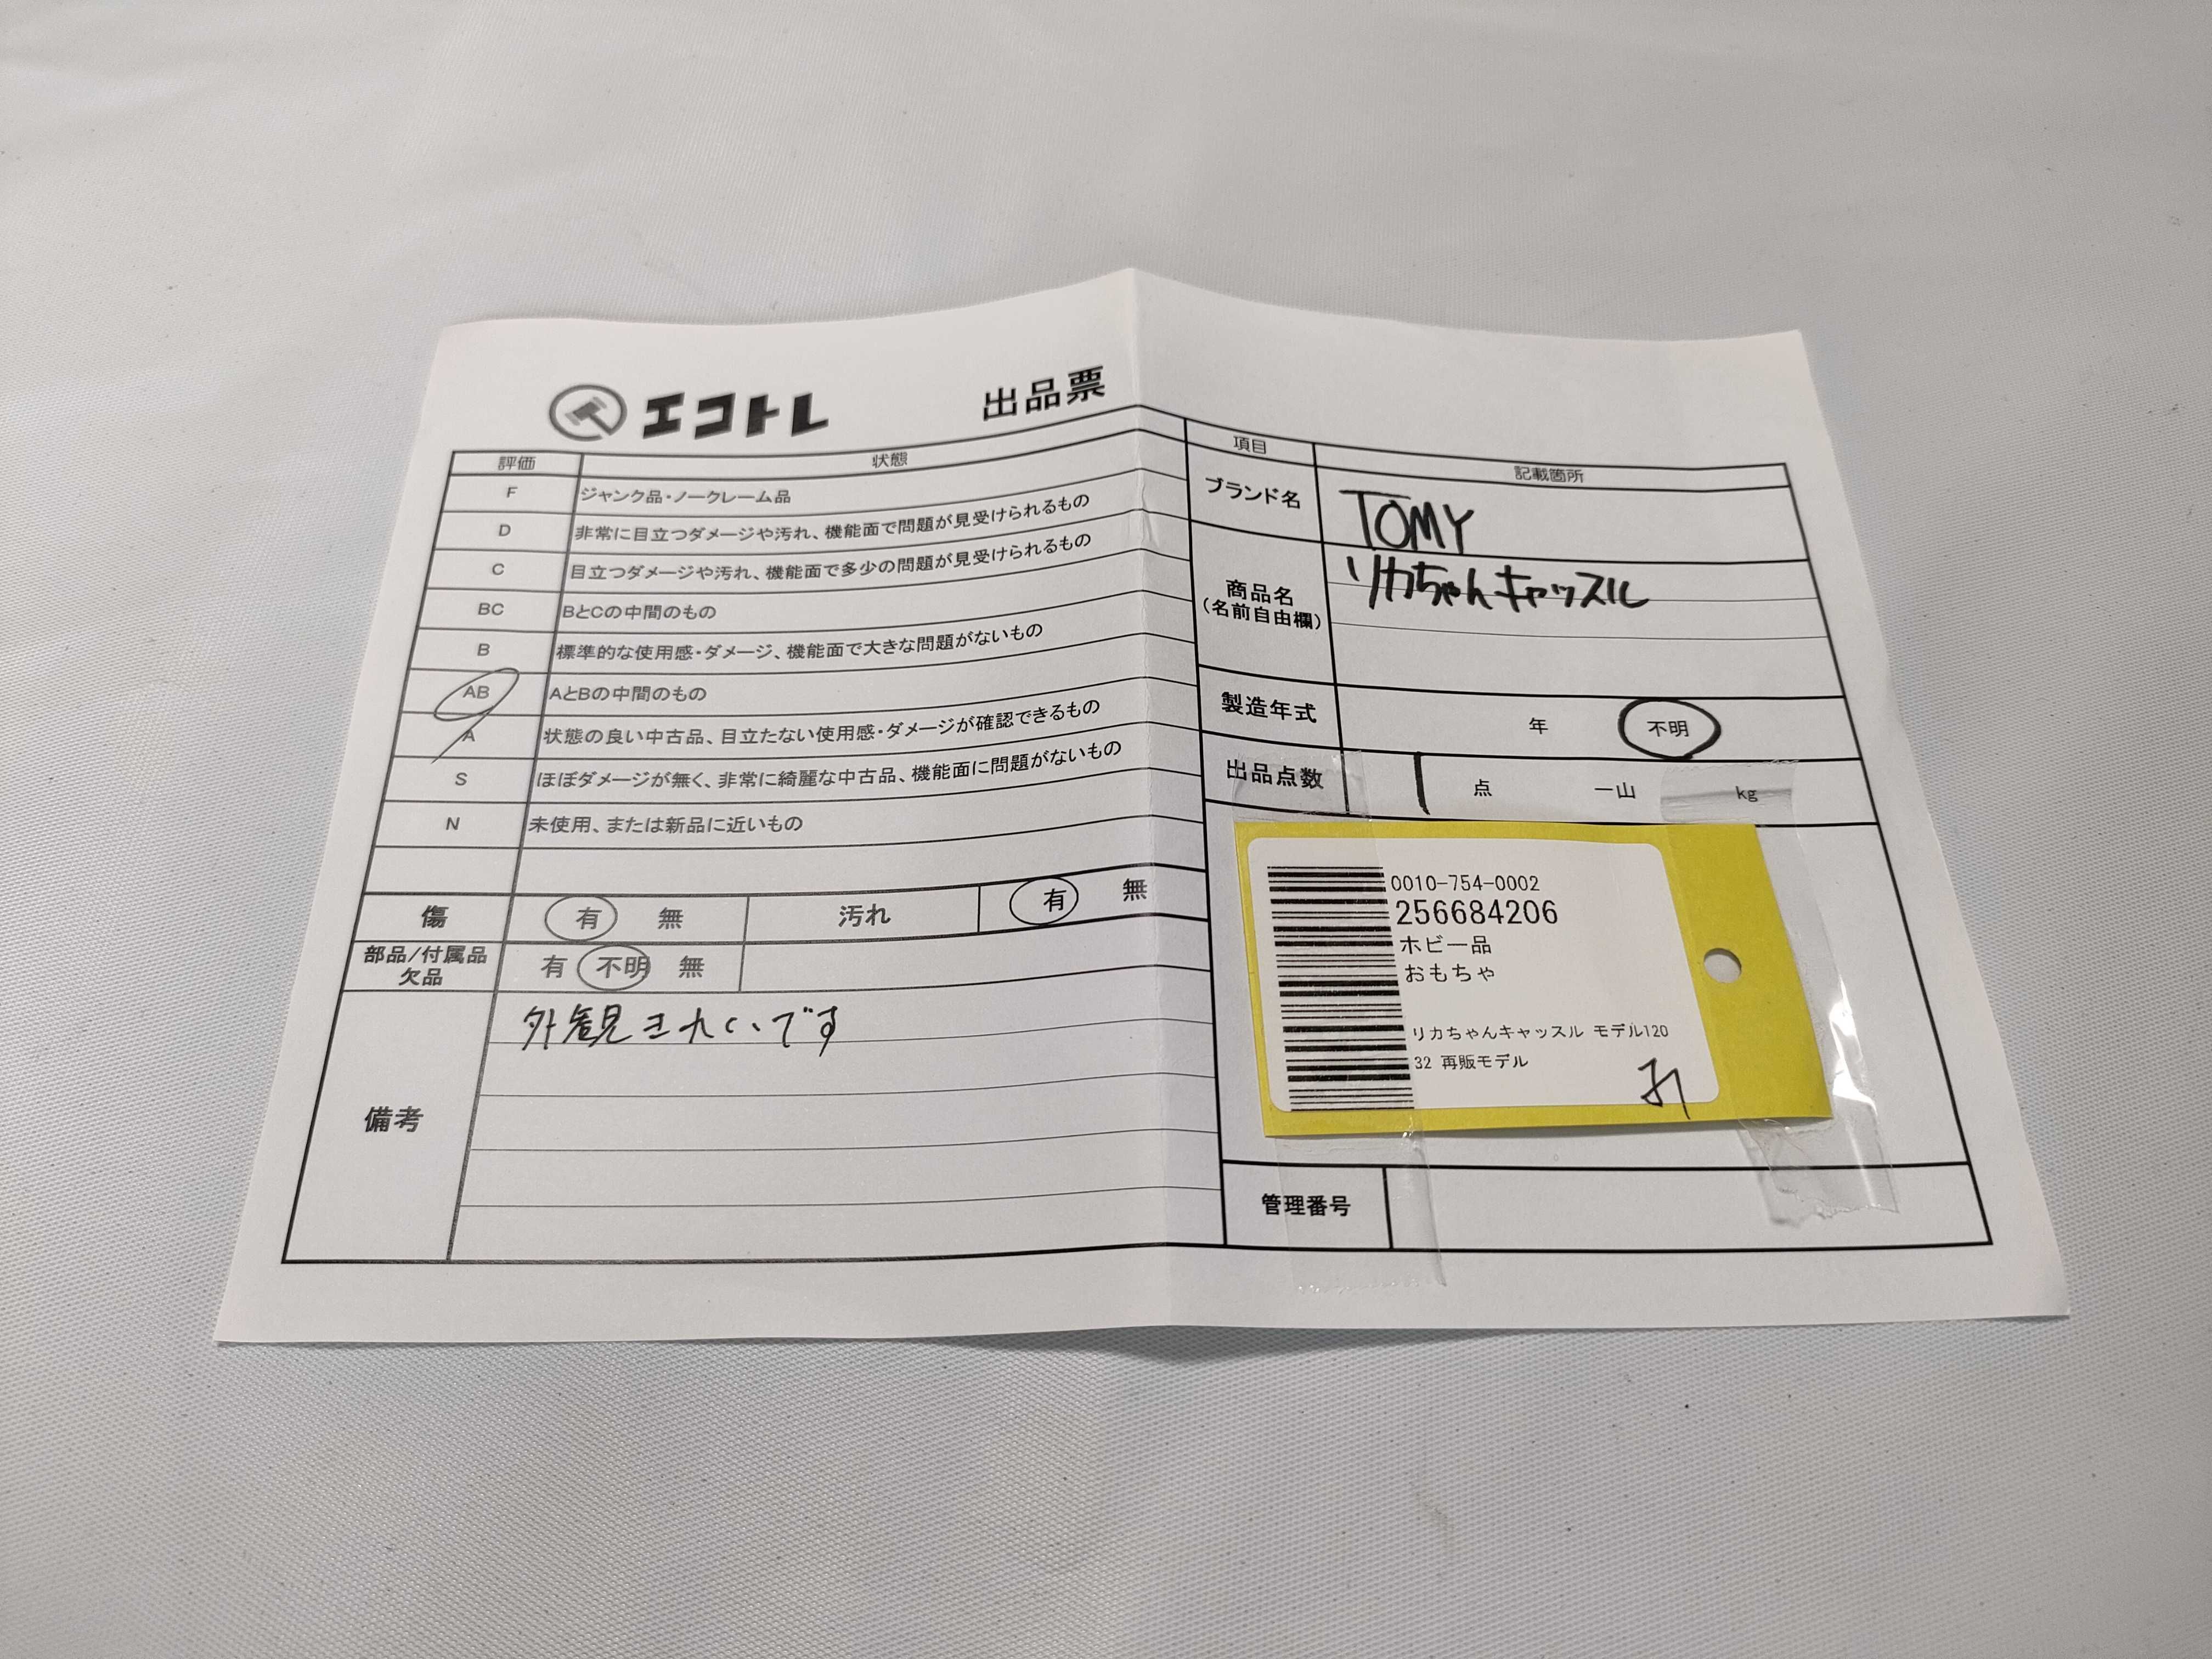 エコトレ 出品票
評価 状態
F ジャンク品・ノークレーム品
D 非常に目立つダメージや汚れ、機能面で問題が見受けられるもの
C 目立つダメージや汚れ、機能面で多少の問題が見受けられるもの
BC BとCの中間のもの
B 標準的な使用感・ダメージ、機能面で大きな問題がないもの
AB AとBの中間のもの
A 状態の良い中古品、目立たない使用感・ダメージが確認できるもの
S ほぼダメージが無く、非常に綺麗な中古品、機能面に問題がないもの
N 未使用、または新品に近いもの
傷 有 無 汚れ 有 無
部品/付属品
欠品
有 不明 無
備考
外観きれいです
項目 記載箇所
ブランド名 TOMY
商品名
(名前自由欄)
リカちゃんキャッスル
製造年式 年 不明
出品点数 1 点 一山 kg
0010-754-0002
256684206
ホビー品
おもちゃ
リカちゃんキャッスル モデル120
32 再販モデル
管理番号